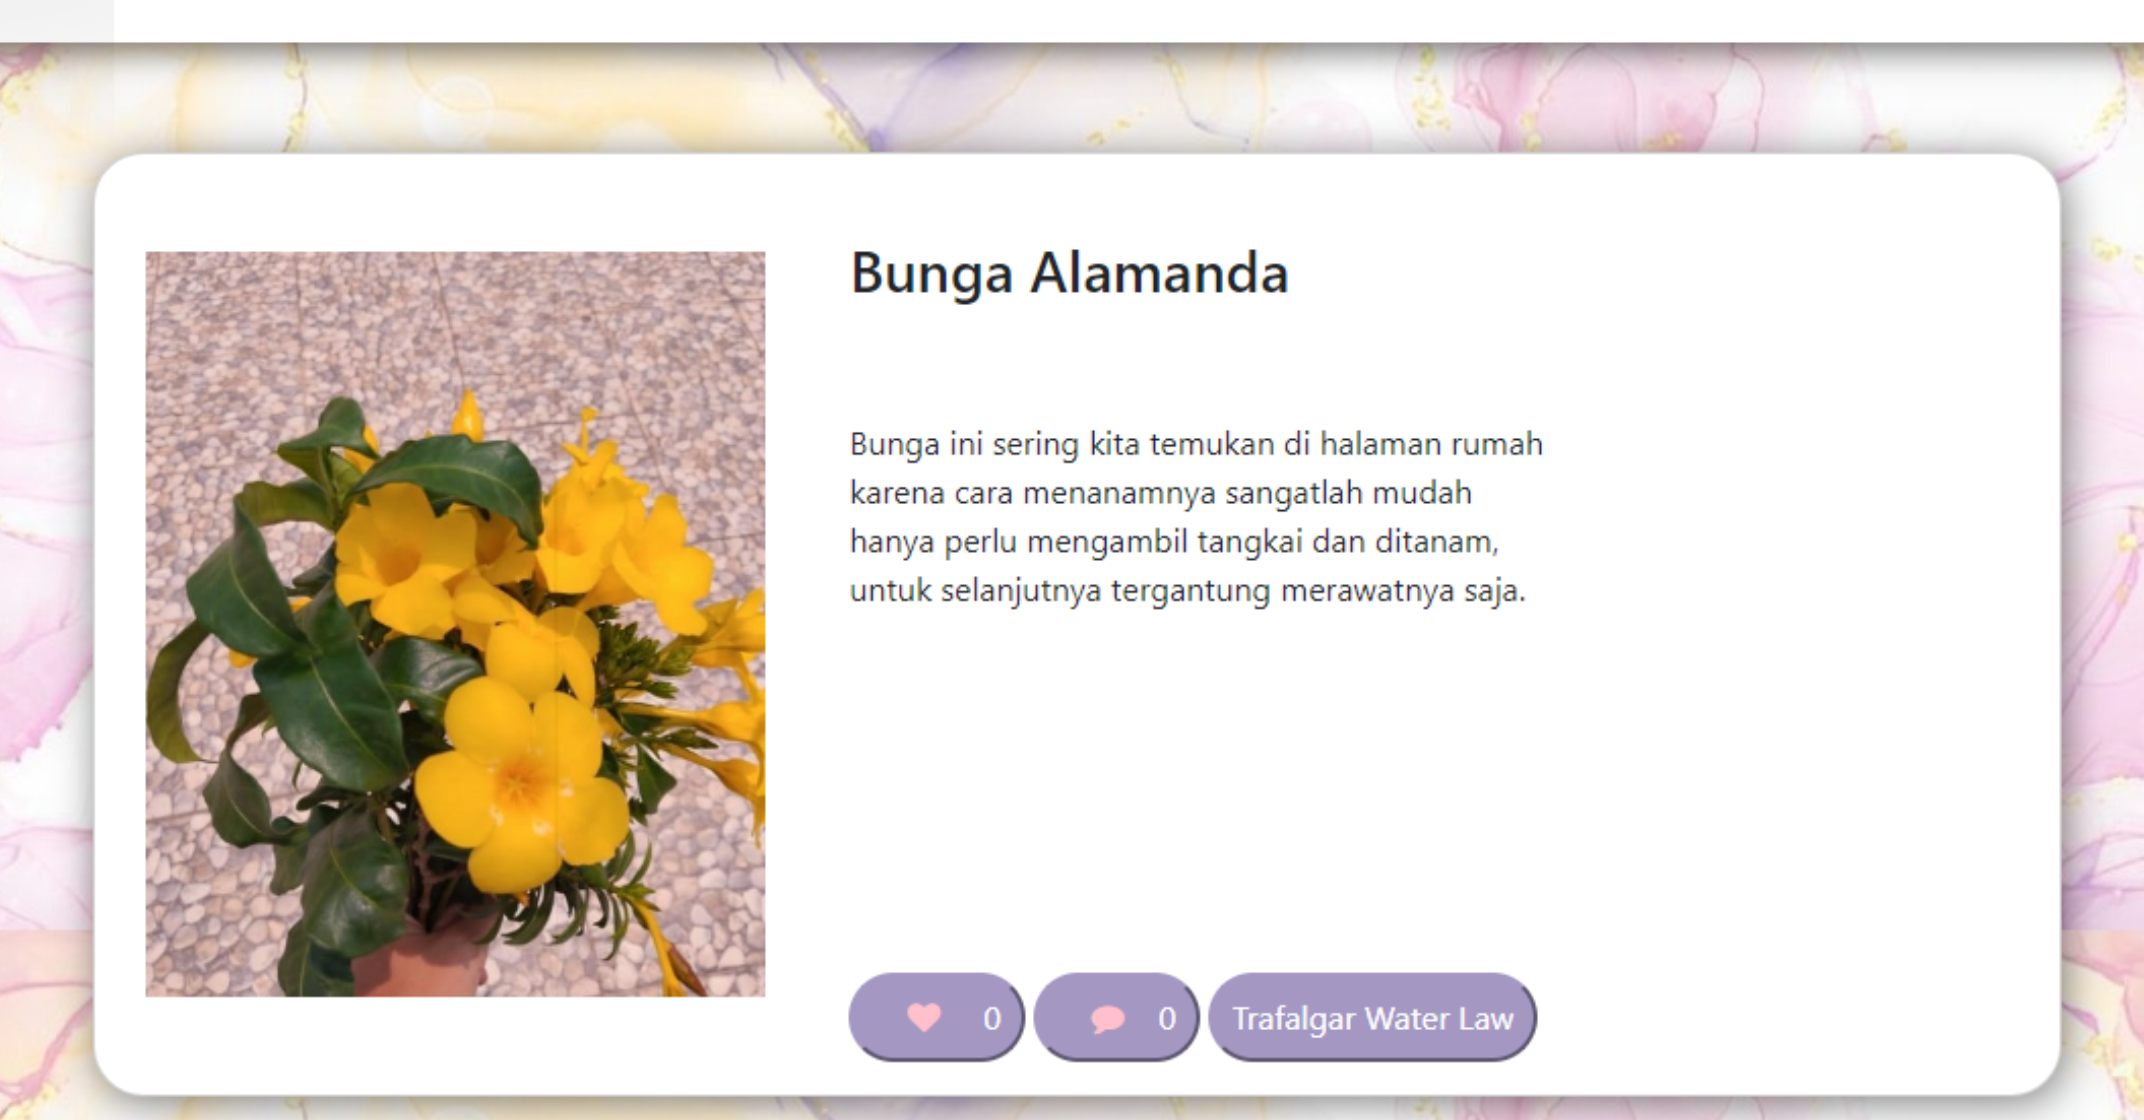 Bunga Alamanda
Bunga ini sering kita temukan di halaman rumah
karena cara menanamnya sangatlah mudah
hanya perlu mengambil tangkai dan ditanam,
untuk selanjutnya tergantung merawatnya saja.
0 0 Trafalgar Water Law